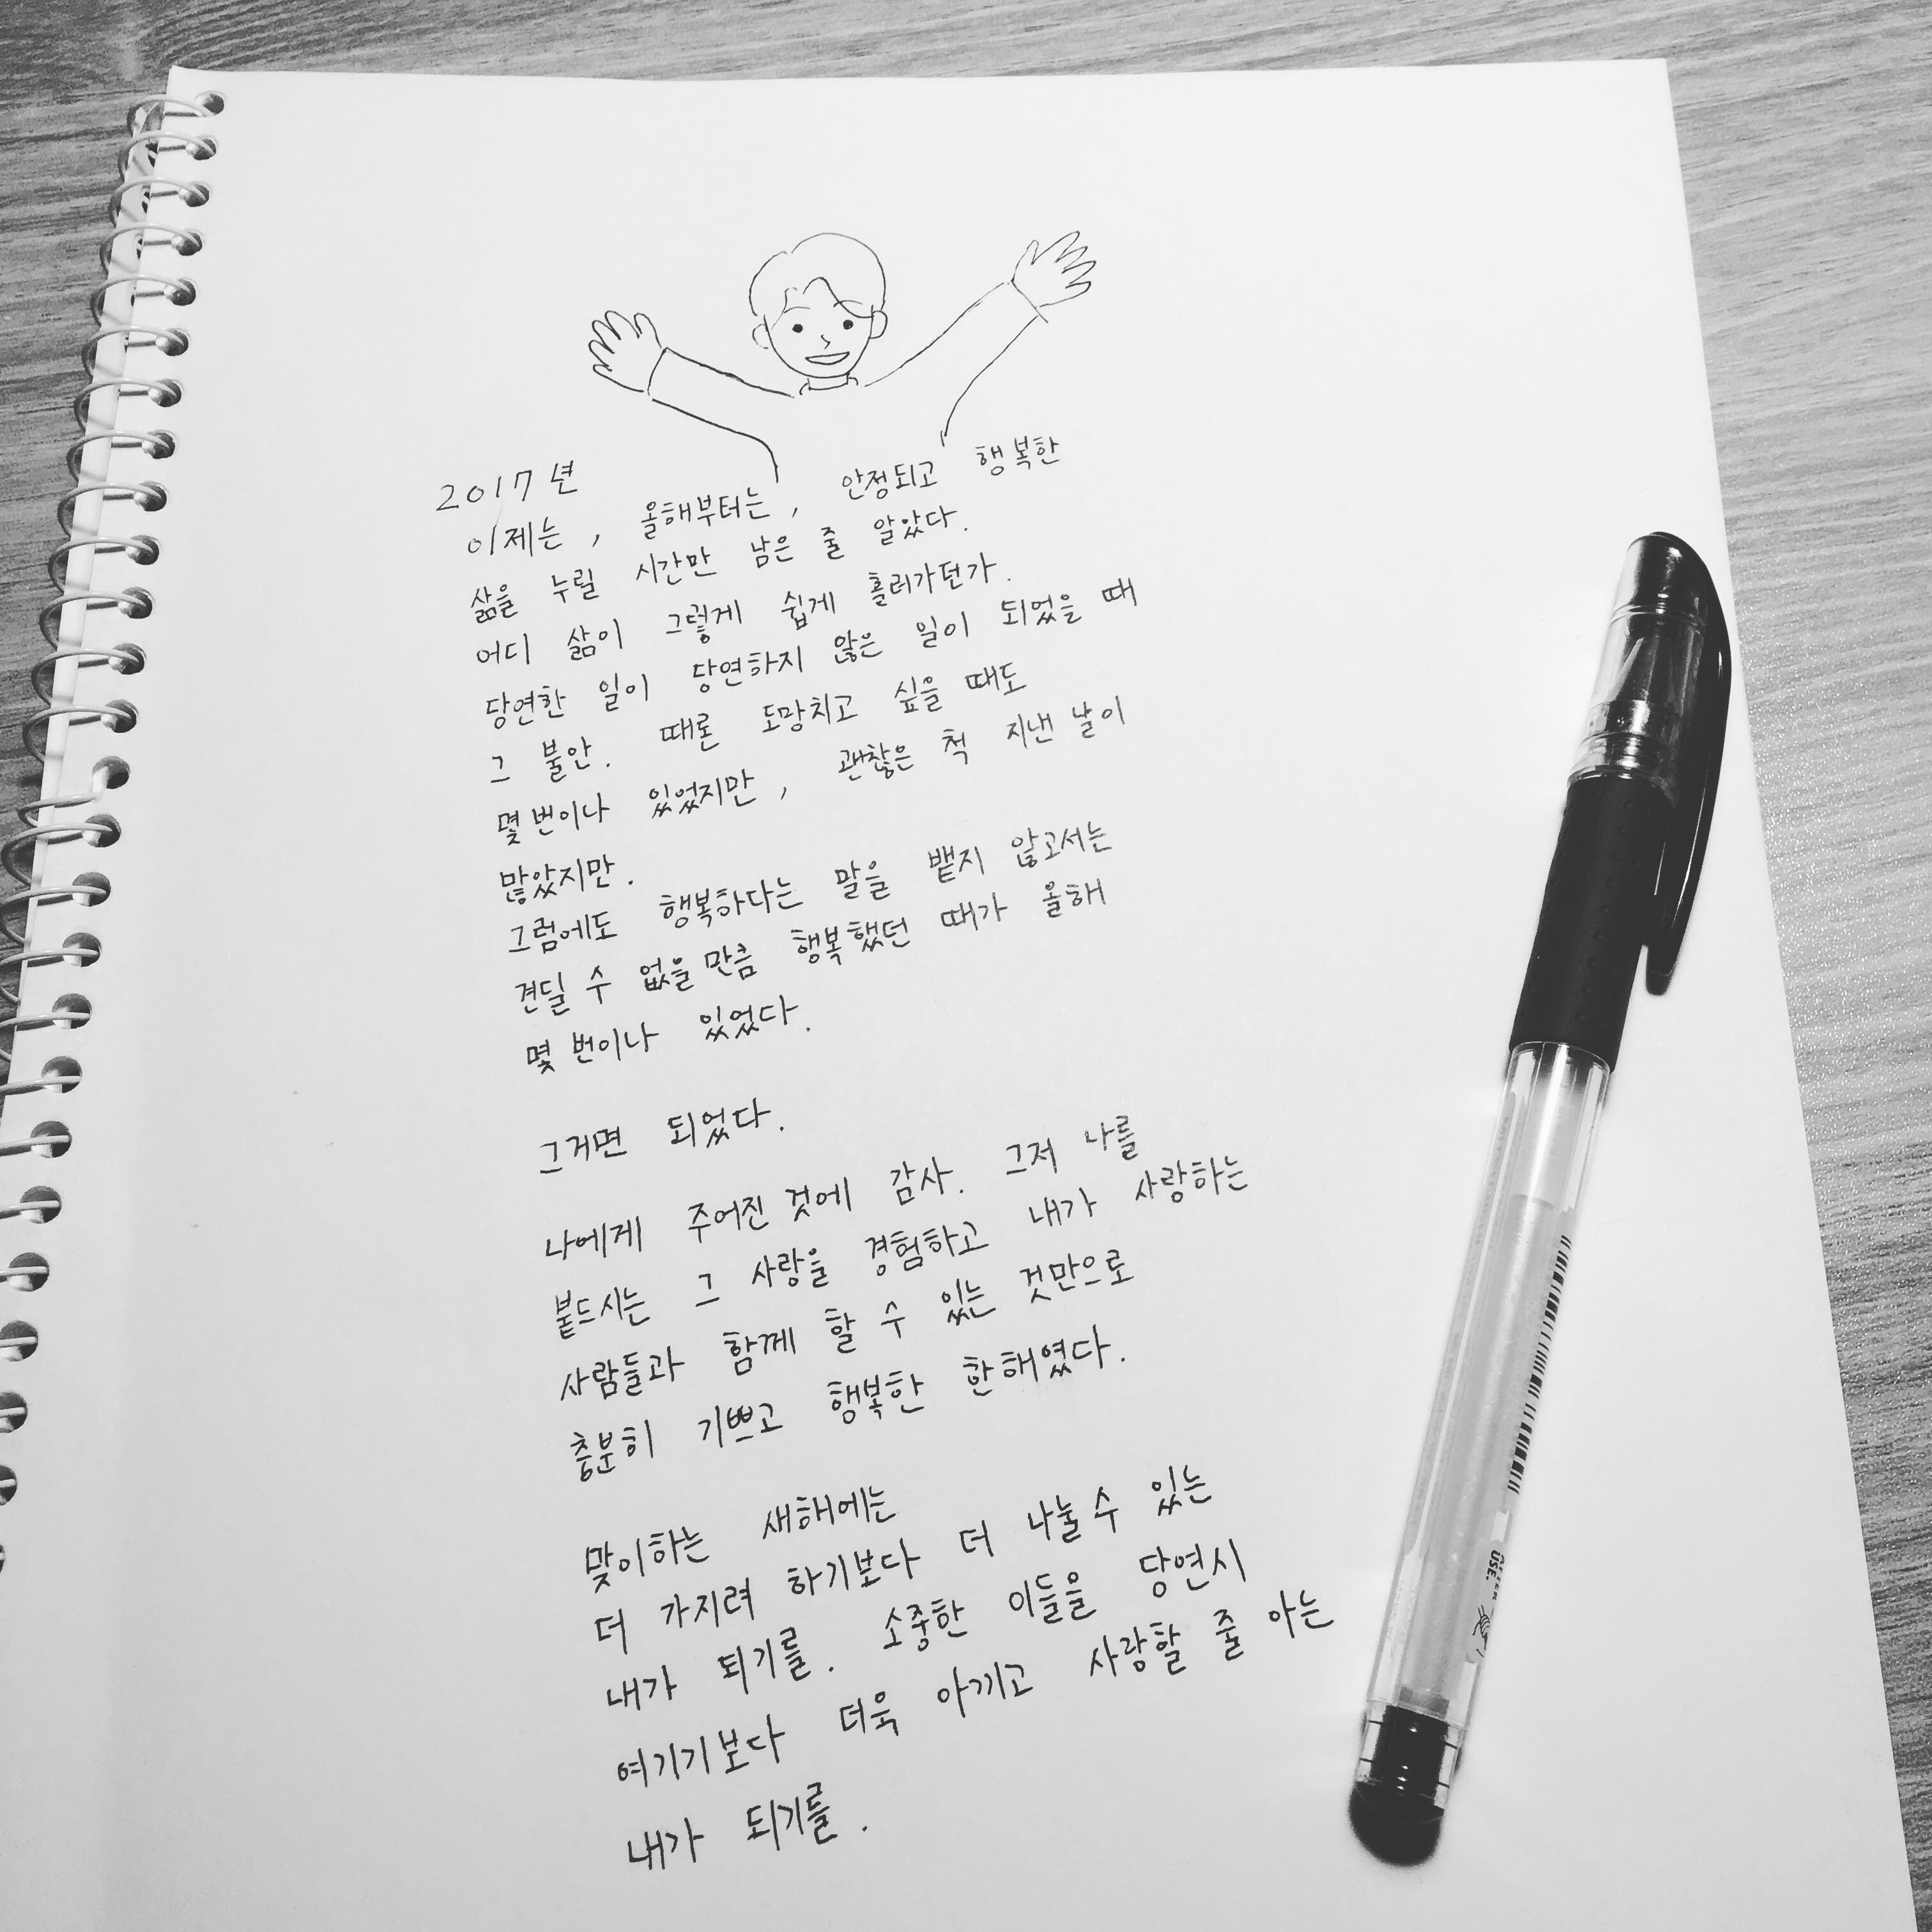 2017년
이제는, 올해부터는, 안정되고 행복한
삶을 누릴 시간만 남은 줄 알았다.
어디 삶이 그렇게 쉽게 흘러가던가.
당연한 일이 당연하지 않은 일이 되었을 때
그 불안. 때론 도망치고 싶을 때도
몇 번이나 있었지만, 괜찮은 척 지낸 날이
많았지만.
그럼에도 행복하다는 말을 뱉지 않고서는
견딜 수 없을만큼 행복했던 때가 올해
몇 번이나 있었다.
그거면 되었다.
나에게 주어진 것에 감사. 그저 나를
붙드시는 그 사랑을 경험하고 내가 사랑하는
사람들과 함께 할 수 있는 것만으로
충분히 기쁘고 행복한 한해였다.
맞이하는 새해에는
더 가지려 하기보다 더 나눌 수 있는
내가 되기를. 소중한 이들을 당연시
여기기보다 더욱 아끼고 사랑할 줄 아는
내가 되기를.
USE.